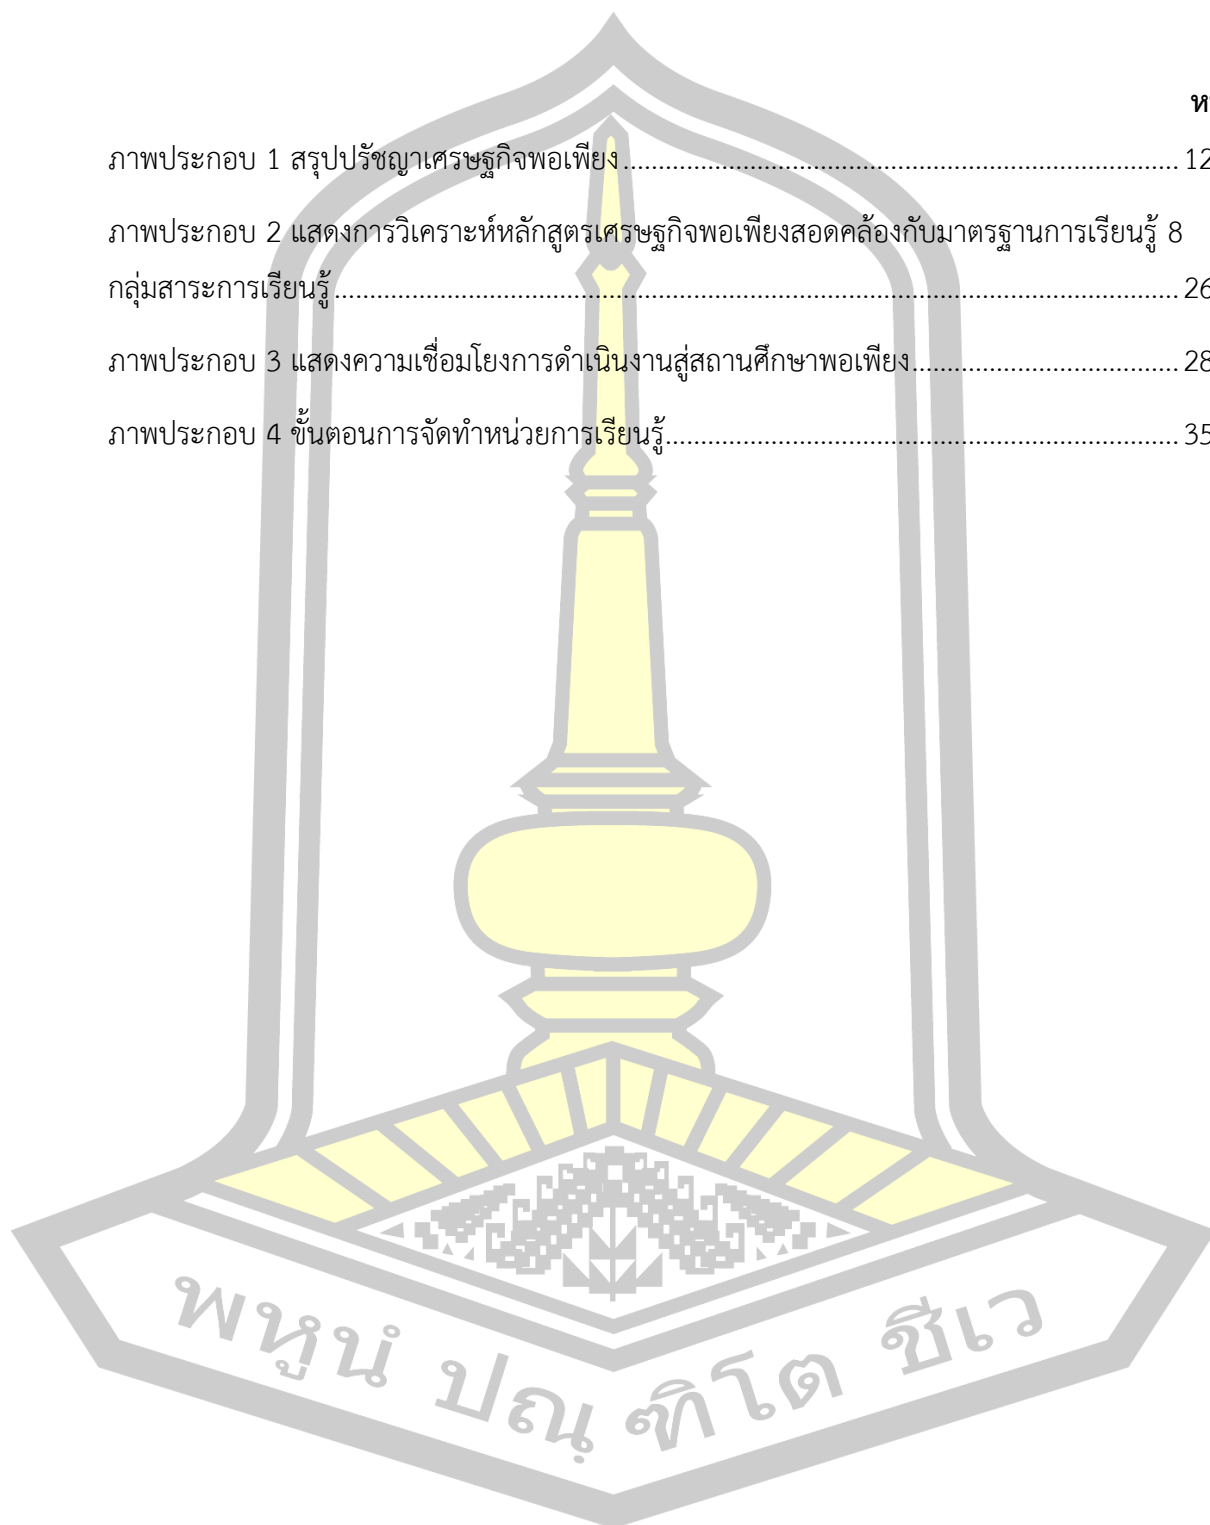 ห
ภาพประกอบ 1 สรุปปรัชญาเศรษฐกิจพอเพียง ........................................................................ 12
ภาพประกอบ 2 แสดงการวิเคราะห์หลักสูตรเศรษฐกิจพอเพียงสอดคล้องกับมาตรฐานการเรียนรู้ 8
กลุ่มสาระการเรียนรู้ ........................................................................ 26
ภาพประกอบ 3 แสดงความเชื่อมโยงการดำเนินงานสู่สถานศึกษาพอเพียง ........................................ 28
ภาพประกอบ 4 ขั้นตอนการจัดทำหน่วยการเรียนรู้ ........................................................................ 35
พหูนํ ปณฺฑิโต ชีเว